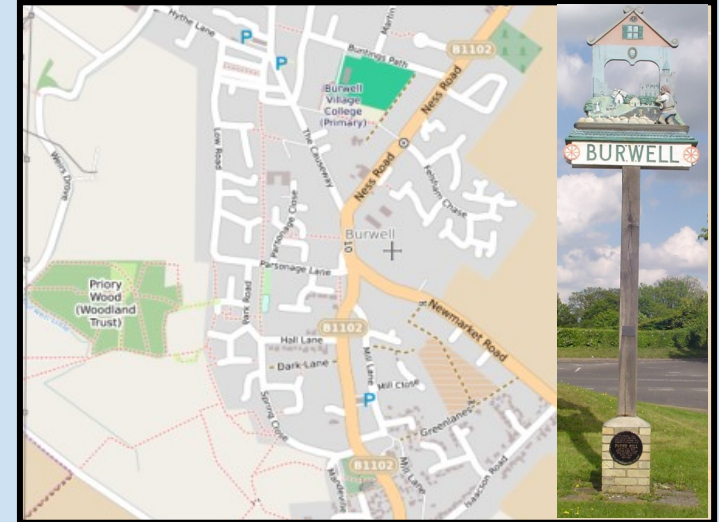 Hythe Lane
P
P
Martin
B1102
Buntings Path
Burwell
Village
College
(Primary)
Ness Road
The Causeway
Low Road
Ness Road
Felsham Chase
Weirs Drove
Parsonage Close
Burwell
10
Parsonage Lane
Priory
Wood
(Woodland
Trust)
Park Road
Newmarket Road
B1102
Hall Lane
Dark Lane
Mill Lane
Mill Close
P
Spring Close
Greenlanes
B1102
Mill Lane
Isaacson Road
Mandeville
BURWELL